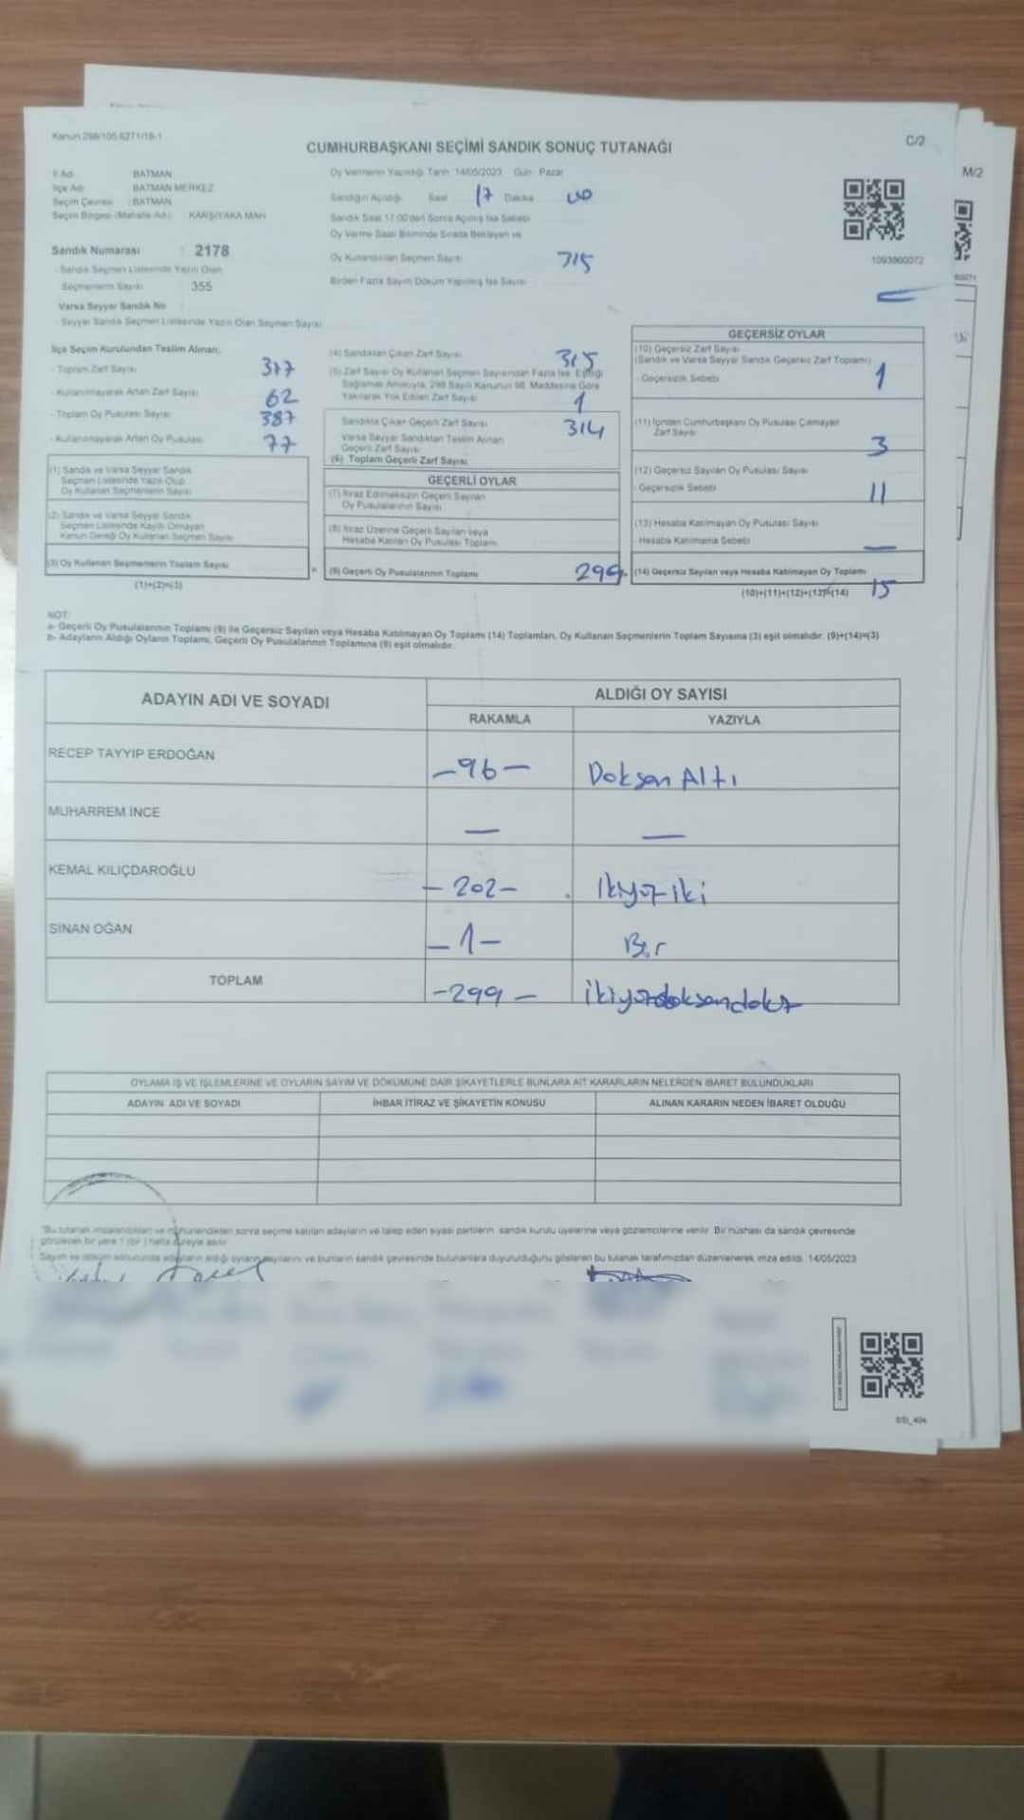 Kanun 298/105.6271/18-1
C/2
M/2
CUMHURBAŞKANI SEÇİMİ SANDIK SONUÇ TUTANAĞI
İl Adı BATMAN
İlçe Adı BATMAN MERKEZ
Seçim Çevresi BATMAN
Seçim Bölgesi (Mahalle Adı) KARŞIYAKA MAH
Sandık Numarası : 2178
- Sandık Seçmen Listesinde Yazılı Olan
Seçmenlerin Sayısı : 355
Varsa Seyyar Sandık No
- Seyyar Sandık Seçmen Listesinde Yazılı Olan Seçmen Sayısı
Oy Vermenin Yapıldığı Tarih 14/05/2023 Gün: Pazar
Sandığın Açıldığı Saat 17 Dakika 00
Sandık Saat 17:00'den Sonra Açılmış İse Sebebi
Oy Verme Saati Bitiminde Sırada Bekleyen ve
Oy Kullandırılan Seçmen Sayısı 715
Birden Fazla Sayım Döküm Yapılmış İse Sayısı
1093860072
İlçe Seçim Kurulundan Teslim Alınan;
- Toplam Zarf Sayısı 377
- Kullanılmayarak Artan Zarf Sayısı 62
- Toplam Oy Pusulası Sayısı 387
- Kullanılmayarak Artan Oy Pusulası 77
(1) Sandık ve Varsa Seyyar Sandık
Seçmen Listesinde Yazılı Olup
Oy Kullanan Seçmenlerin Sayısı
(2) Sandık ve Varsa Seyyar Sandık
Seçmen Listesinde Kayıtlı Olmayan
Kanun Gereği Oy Kullanan Seçmen Sayısı
(3) Oy Kullanan Seçmenlerin Toplam Sayısı
(1)+(2)=(3)
(4) Sandıktan Çıkan Zarf Sayısı 315
(5) Zarf Sayısı Oy Kullanan Seçmen Sayısından Fazla İse, Eşitliği
Sağlamak Amacıyla, 298 Sayılı Kanunun 98. Maddesine Göre
Yakılarak Yok Edilen Zarf Sayısı 1
Sandıkta Çıkan Geçerli Zarf Sayısı 314
Varsa Seyyar Sandıktan Teslim Alınan
Geçerli Zarf Sayısı
(6) Toplam Geçerli Zarf Sayısı
GEÇERLİ OYLAR
(7) İtiraz Edilmeksizin Geçerli Sayılan
Oy Pusulalarının Sayısı
(8) İtiraz Üzerine Geçerli Sayılan veya
Hesaba Katılan Oy Pusulası Toplamı
(9) Geçerli Oy Pusulalarının Toplamı 299
GEÇERSİZ OYLAR
(10) Geçersiz Zarf Sayısı
(Sandık ve Varsa Seyyar Sandık Geçersiz Zarf Toplamı)
- Geçersizlik Sebebi 1
(11) İçinden Cumhurbaşkanı Oy Pusulası Çıkmayan
Zarf Sayısı 3
(12) Geçersiz Sayılan Oy Pusulası Sayısı
- Geçersizlik Sebebi 11
(13) Hesaba Katılmayan Oy Pusulası Sayısı
- Hesaba Katılmama Sebebi —
(14) Geçersiz Sayılan veya Hesaba Katılmayan Oy Toplamı
(10)+(11)+(12)+(13)=(14) 15
NOT:
a- Geçerli Oy Pusulalarının Toplamı (9) ile Geçersiz Sayılan veya Hesaba Katılmayan Oy Toplamı (14) Toplamları, Oy Kullanan Seçmenlerin Toplam Sayısına (3) eşit olmalıdır. (9)+(14)=(3)
b- Adayların Aldığı Oyların Toplamı, Geçerli Oy Pusulalarının Toplamına (9) eşit olmalıdır.
ADAYIN ADI VE SOYADI
ALDIĞI OY SAYISI
RAKAMLA YAZIYLA
RECEP TAYYIP ERDOĞAN -96- Doksan Altı
MUHARREM İNCE — —
KEMAL KILIÇDAROĞLU -202- İkiyüz iki
SİNAN OĞAN -1- Bir
TOPLAM -299- ikiyüzdoksandokuz
OYLAMA İŞ VE İŞLEMLERİNE VE OYLARIN SAYIM VE DÖKÜMÜNE DAİR ŞİKAYETLERLE BUNLARA AİT KARARLARIN NELERDEN İBARET BULUNDUKLARI
ADAYIN ADI VE SOYADI İHBAR İTİRAZ VE ŞİKAYETİN KONUSU ALINAN KARARIN NEDEN İBARET OLDUĞU
"Bu tutanak imzalandıktan ve mühürlendikten sonra seçime katılan adayların ve talep eden siyasi partilerin sandık kurulu üyelerine veya gözlemcilerine verilir. Bir nüshası da sandık çevresinde
görülecek bir yere 1 (bir) hafta süreyle asılır.
Sayım ve döküm sonucunda adayların aldığı oyların sayılarını ve bunların sandık çevresinde bulunanlara duyurulduğunu gösteren bu tutanak tarafımızdan düzenlenerek imza edildi. 14/05/2023